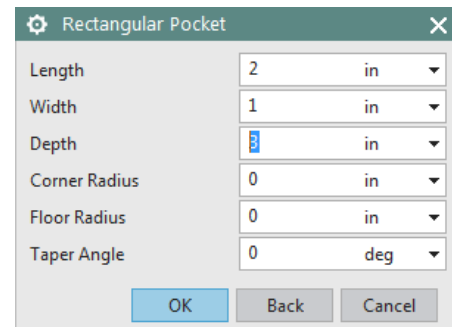 Rectangular Pocket
Length 2 in
Width 1 in
Depth 3 in
Corner Radius 0 in
Floor Radius 0 in
Taper Angle 0 deg
OK Back Cancel